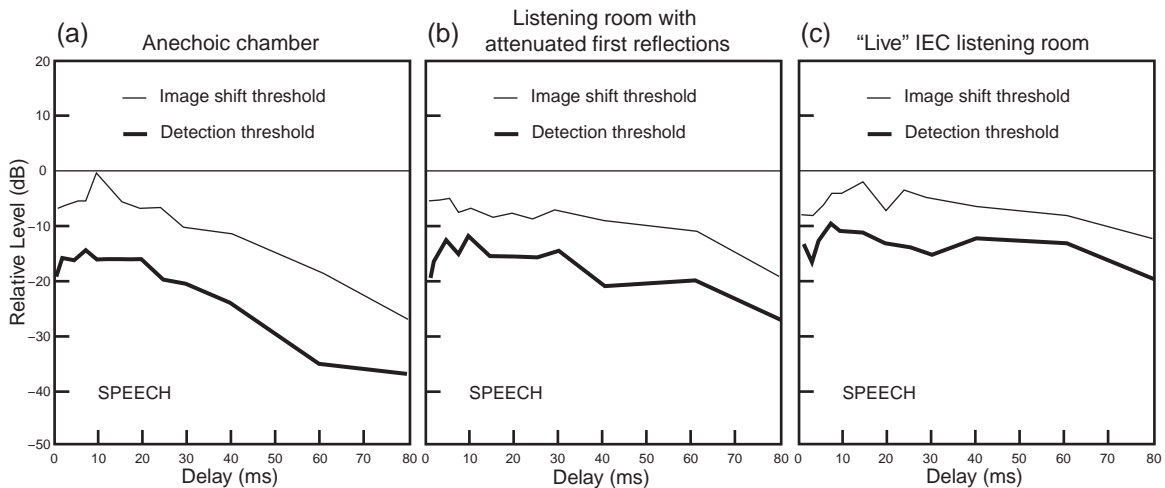 (a)
Anechoic chamber
(b)
Listening room with
attenuated first reflections
(c)
“Live” IEC listening room
Relative Level (dB)
20
10
0
–10
–20
–30
–40
–50
Image shift threshold
Detection threshold
SPEECH
0 10 20 30 40 50 60 70 80
Delay (ms)
Image shift threshold
Detection threshold
SPEECH
0 10 20 30 40 50 60 70 80
Delay (ms)
Image shift threshold
Detection threshold
SPEECH
0 10 20 30 40 50 60 70 80
Delay (ms)